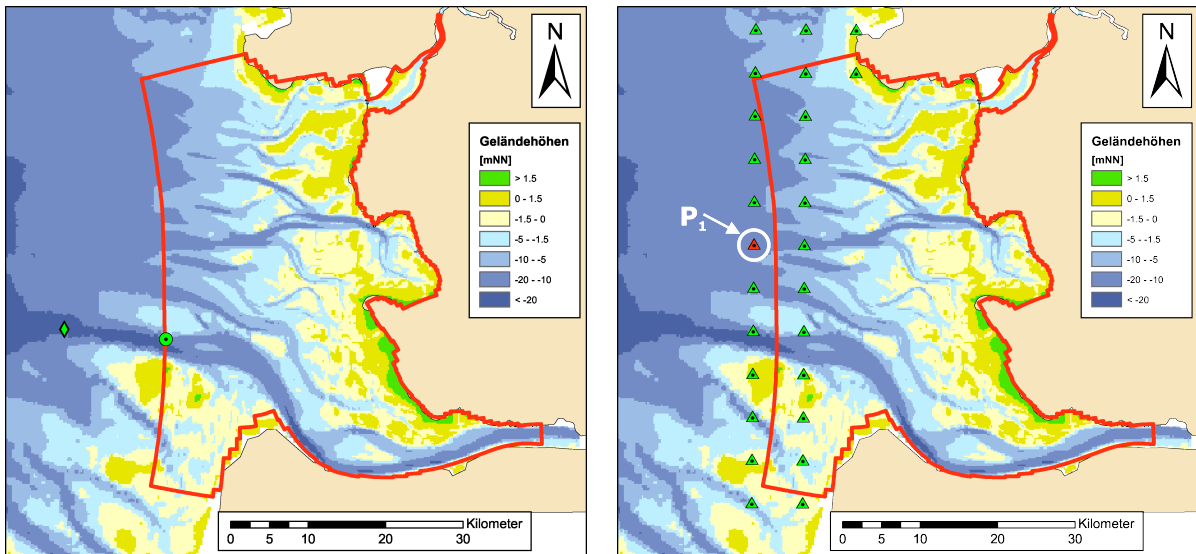 N
Geländehöhen
[mNN]
> 1.5
0 - 1.5
-1.5 - 0
-5 - -1.5
-10 - -5
-20 - -10
< -20
Kilometer
0 5 10 20 30
N
Geländehöhen
[mNN]
> 1.5
0 - 1.5
-1.5 - 0
-5 - -1.5
-10 - -5
-20 - -10
< -20
P₁
Kilometer
0 5 10 20 30